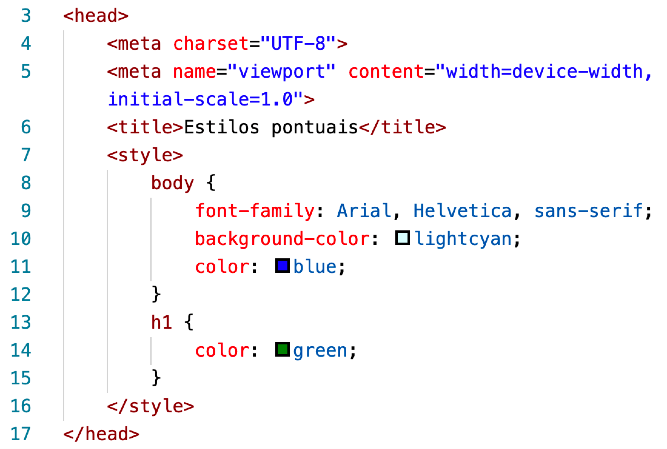 3 <head>
4 <meta charset="UTF-8">
5 <meta name="viewport" content="width=device-width,
initial-scale=1.0">
6 <title>Estilos pontuais</title>
7 <style>
8 body {
9 font-family: Arial, Helvetica, sans-serif;
10 background-color: lightcyan;
11 color: blue;
12 }
13 h1 {
14 color: green;
15 }
16 </style>
17 </head>